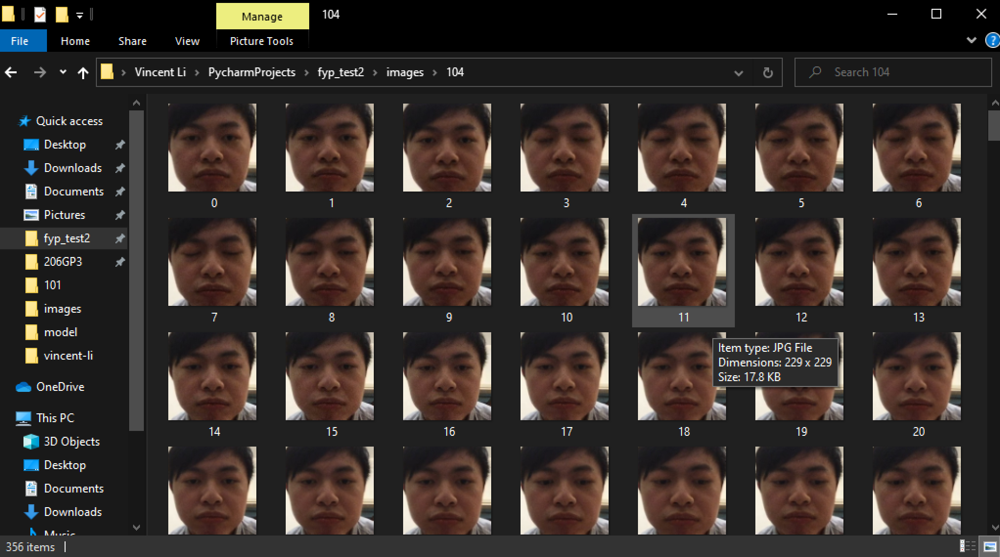 Manage
104
File
Home
Share
View
Picture Tools
?
Vincent Li
PycharmProjects
fyp_test2
images
104
Search 104
Quick access
Desktop
Downloads
Documents
Pictures
fyp_test2
206GP3
101
images
model
vincent-li
OneDrive
This PC
3D Objects
Desktop
Documents
Downloads
Music
0 1 2 3 4 5 6
7 8 9 10 11 12 13
Item type: JPG File
Dimensions: 229 x 229
Size: 17.8 KB
14 15 16 17 18 19 20
356 items